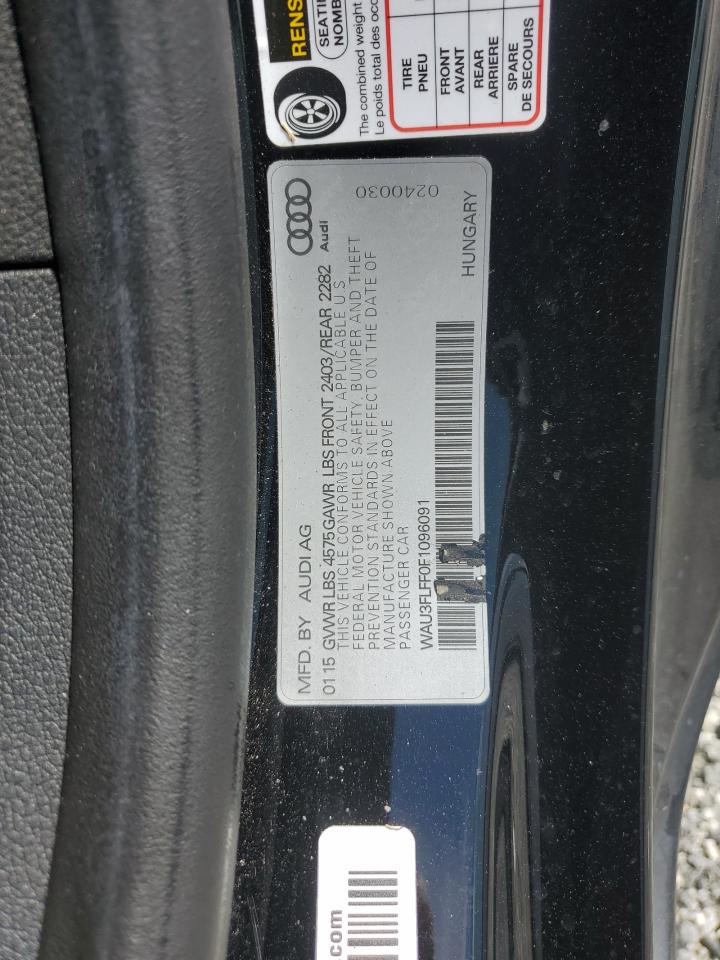 MFD. BY AUDI AG
01 15 GVWR LBS 4575 GAWR LBS FRONT 2403/REAR 2282
THIS VEHICLE CONFORMS TO ALL APPLICABLE U S
FEDERAL MOTOR VEHICLE SAFETY, BUMPER AND THEFT
PREVENTION STANDARDS IN EFFECT ON THE DATE OF
MANUFACTURE SHOWN ABOVE
PASSENGER CAR
WAU3FLFF0F1096091
Audi
0240030
HUNGARY
RENS
SEATI
NOMB
The combined weight
Le poids total des occ
TIRE
PNEU
FRONT
AVANT
REAR
ARRIERE
SPARE
DE SECOURS
.com